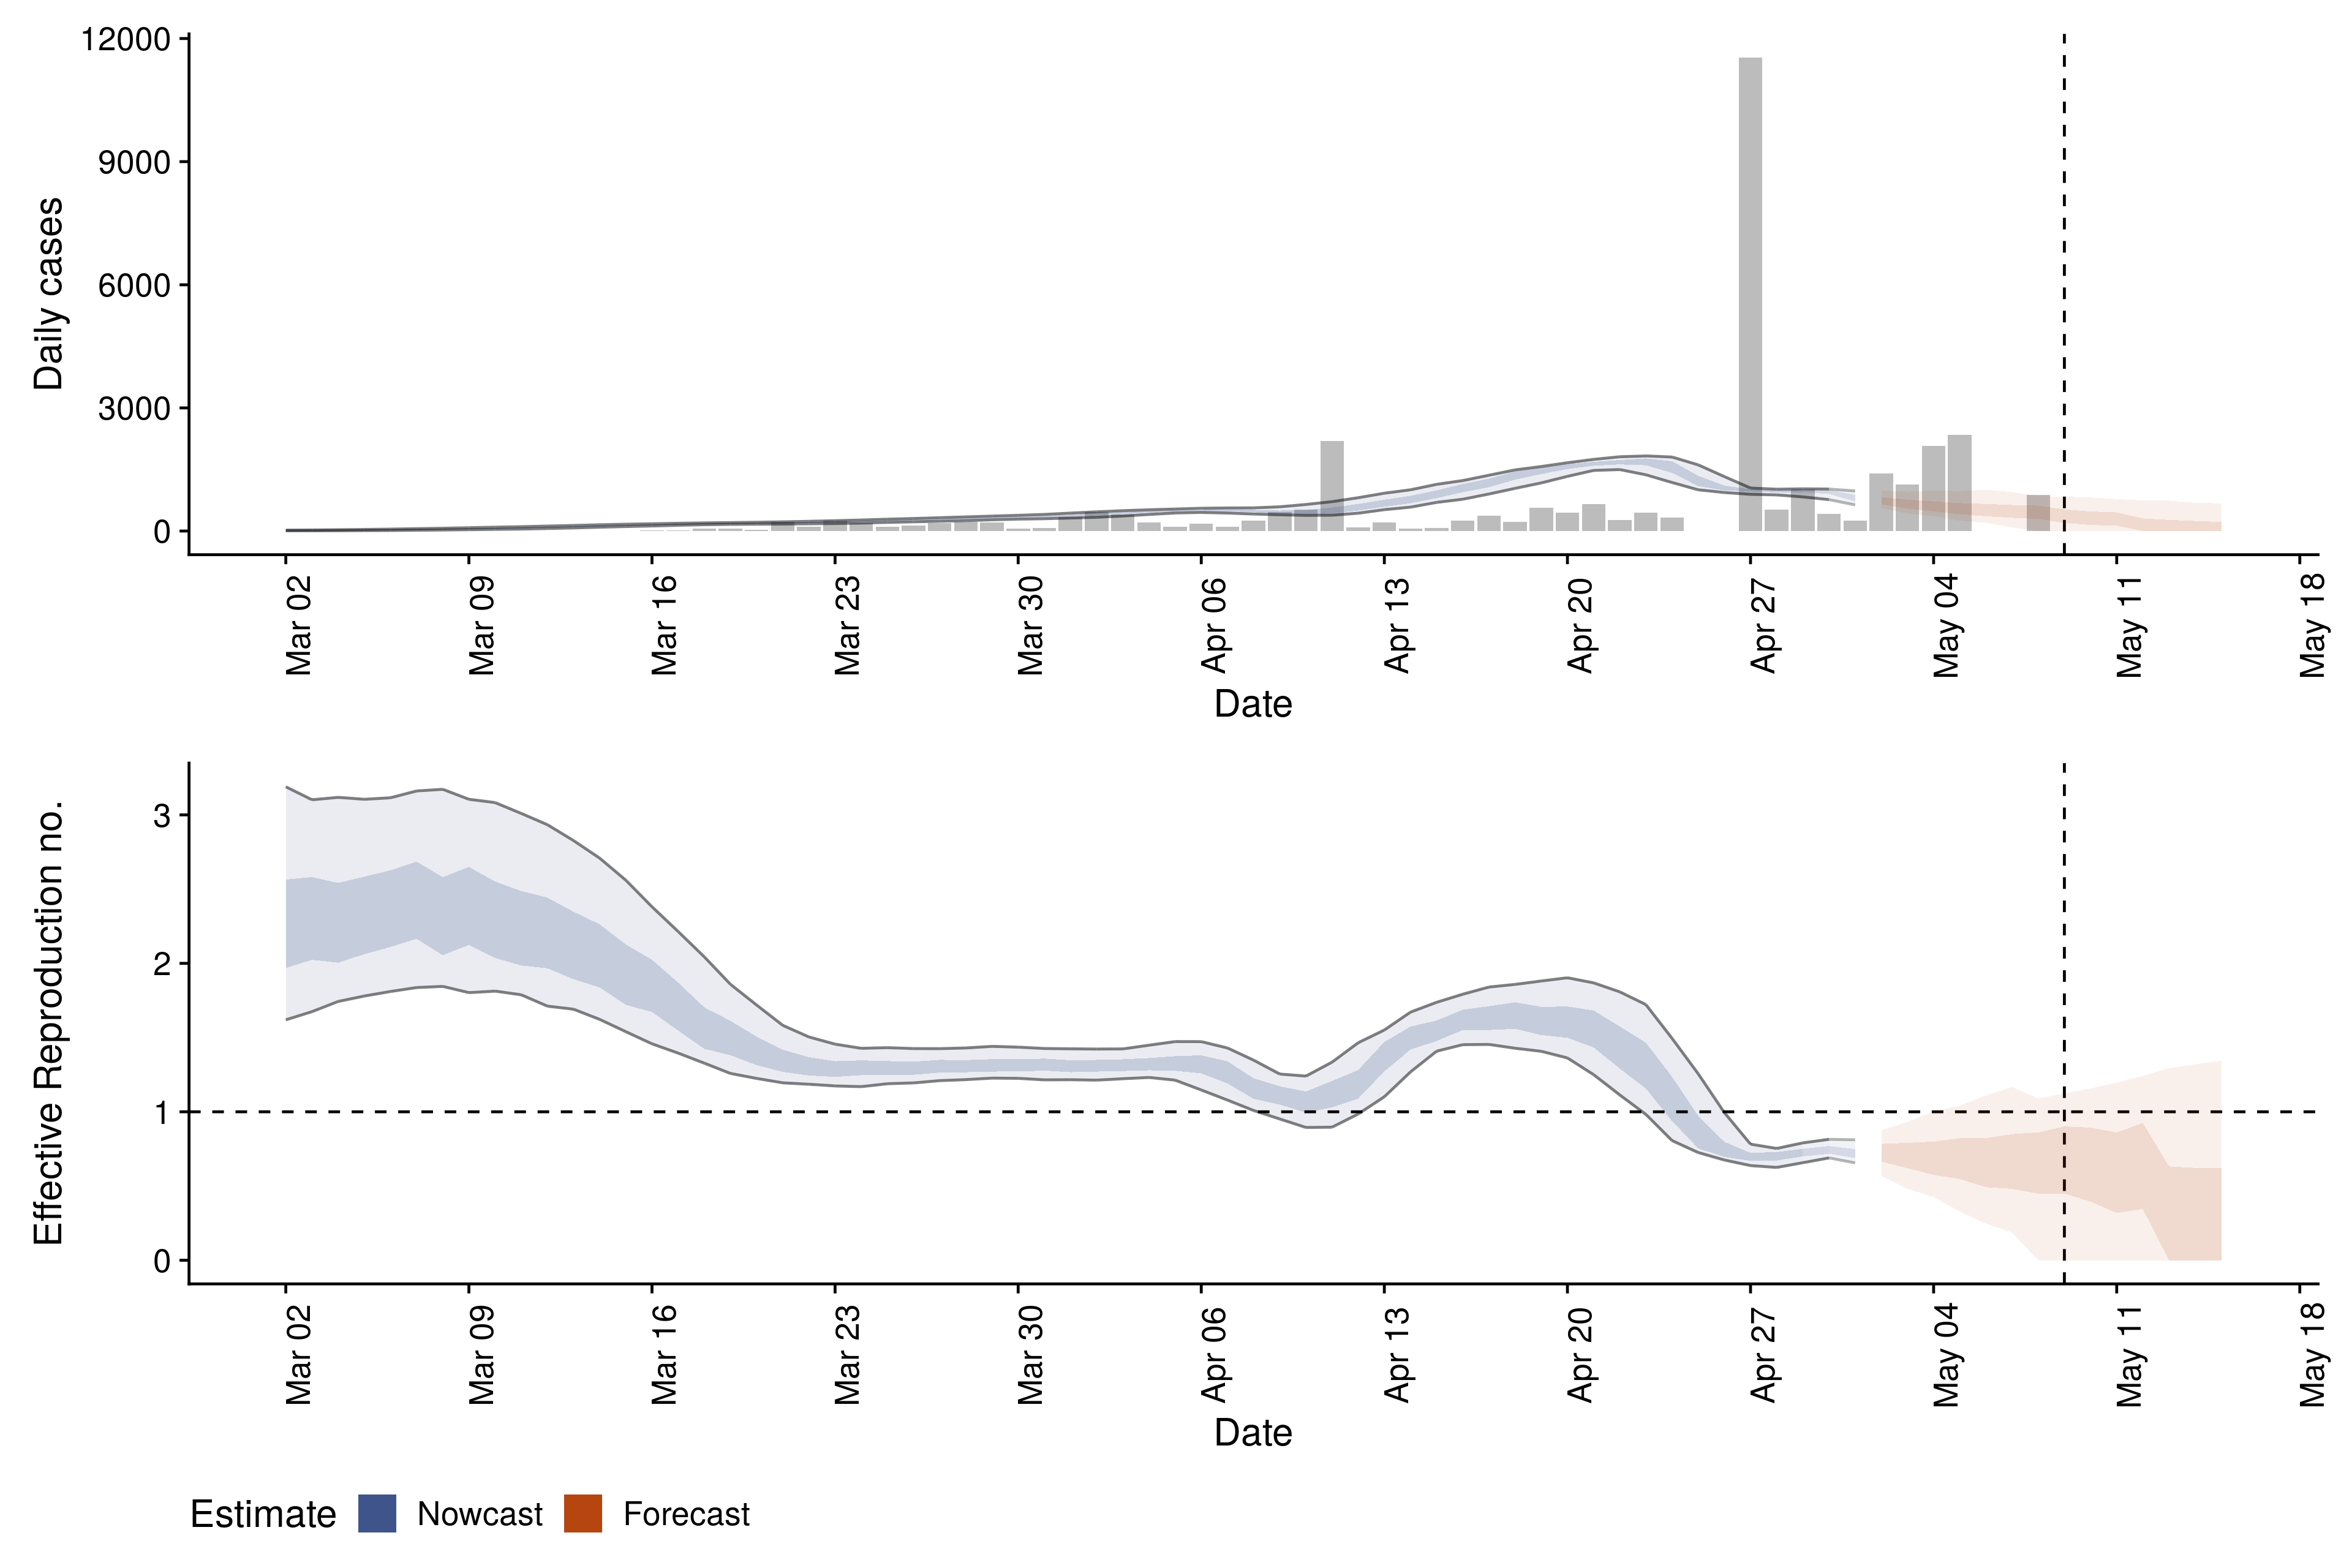 12000
9000
6000
3000
0
Daily cases
Mar 02
Mar 09
Mar 16
Mar 23
Mar 30
Apr 06
Apr 13
Apr 20
Apr 27
May 04
May 11
May 18
Date
3
2
1
0
Effective Reproduction no.
Mar 02
Mar 09
Mar 16
Mar 23
Mar 30
Apr 06
Apr 13
Apr 20
Apr 27
May 04
May 11
May 18
Date
Estimate Nowcast Forecast